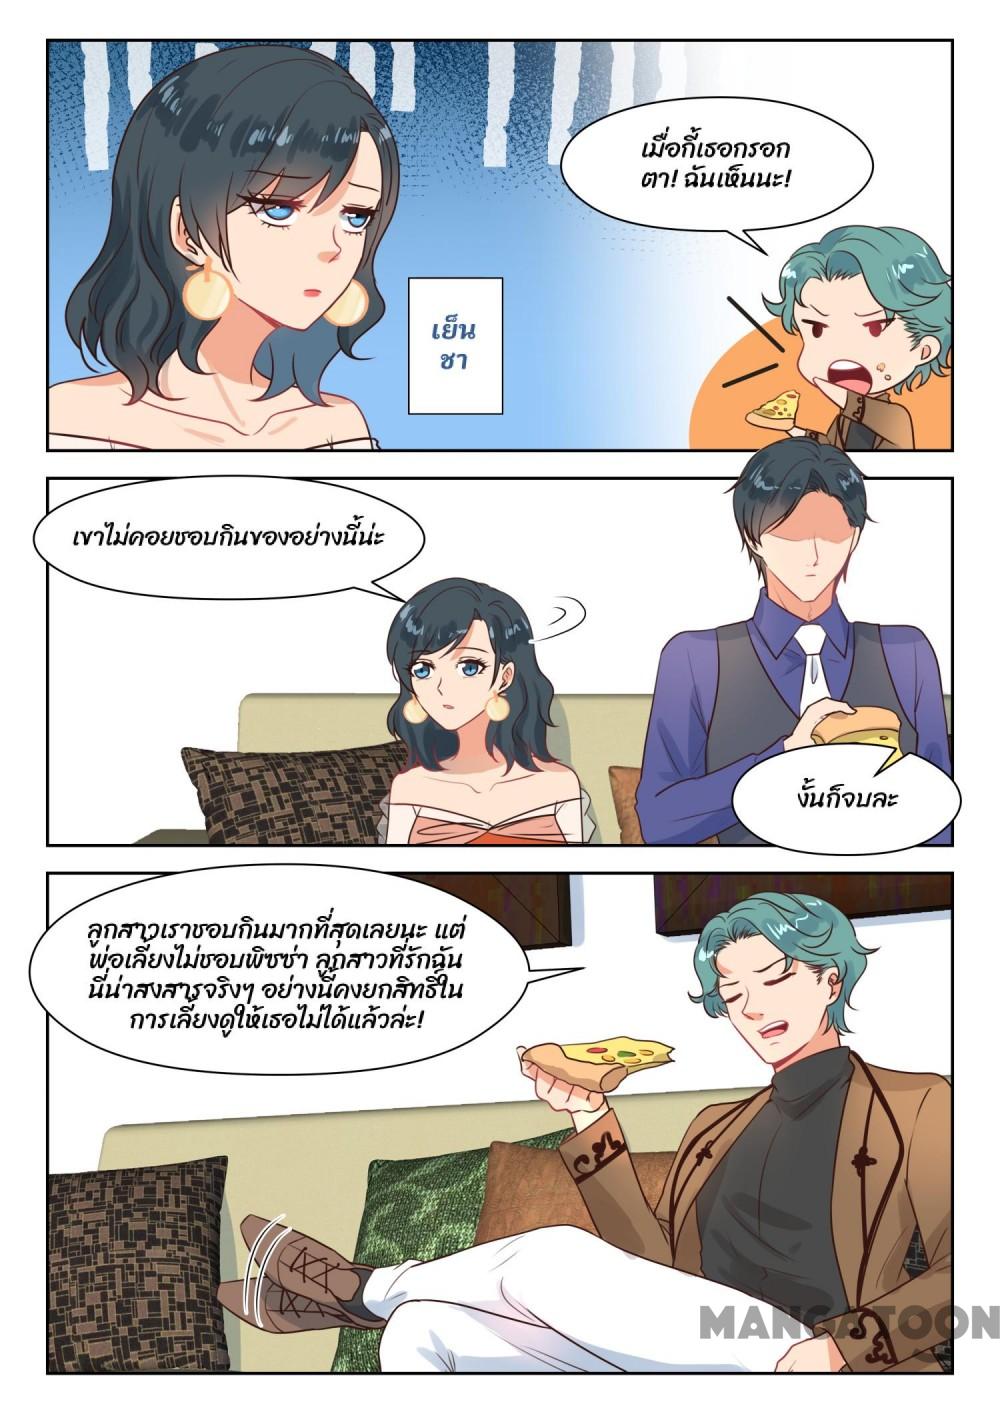 เมื่อกี้เธอกรอก
ตา! ฉันเห็นนะ!
เย็น
ชา
เขาไม่คอยชอบกินของอย่างนี้น่ะ
งั้นก็จบละ
ลูกสาวเราชอบกินมากที่สุดเลยนะ แต่
พ่อเลี้ยงไม่ชอบพิซซ่า ลูกสาวที่รักฉัน
นี่น่าสงสารจริงๆ อย่างนี้คงยกสิทธิ์ใน
การเลี้ยงดูให้เธอไม่ได้แล้วล่ะ!
MANGATOON